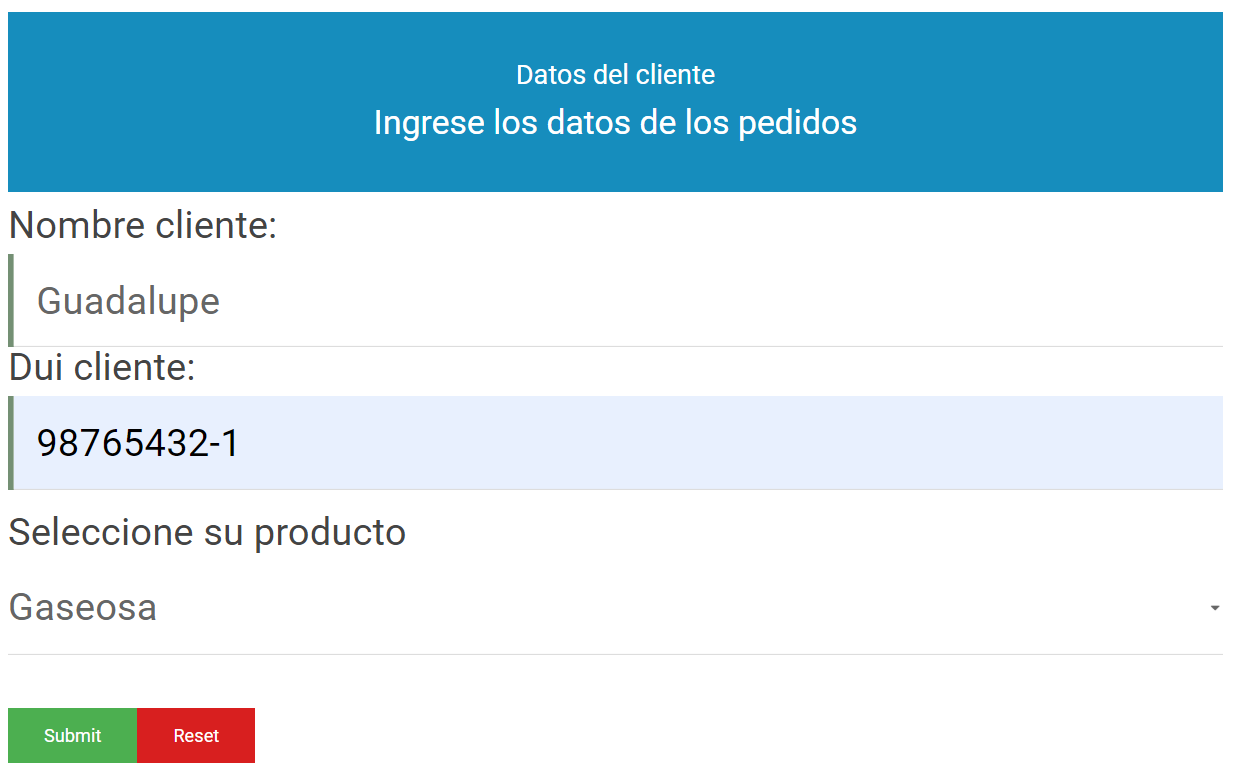 Datos del cliente
Ingrese los datos de los pedidos
Nombre cliente:
Guadalupe
Dui cliente:
98765432-1
Seleccione su producto
Gaseosa
Submit Reset